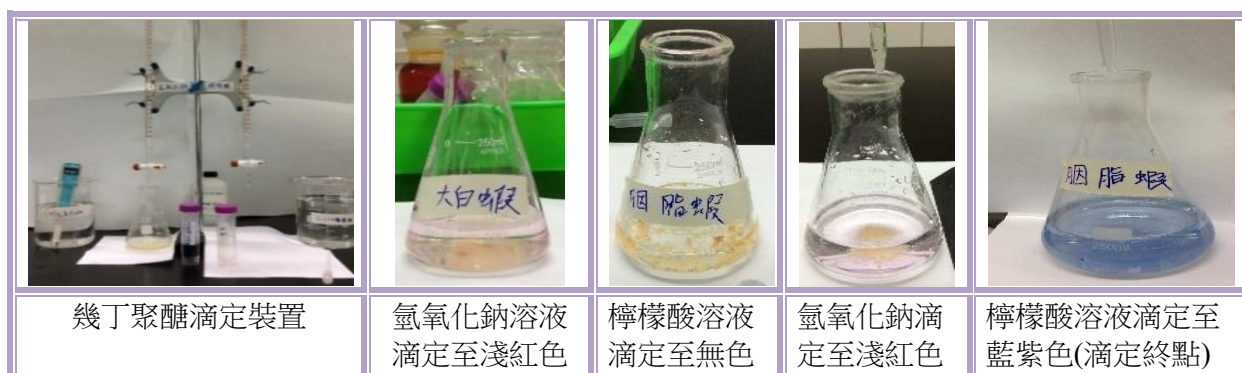 大白蝦
250ml
胭脂蝦
250ml
胭脂蝦
250ml
幾丁聚醣滴定裝置
氫氧化鈉溶液
滴定至淺紅色
檸檬酸溶液
滴定至無色
氫氧化鈉滴
定至淺紅色
檸檬酸溶液滴定至
藍紫色(滴定終點)